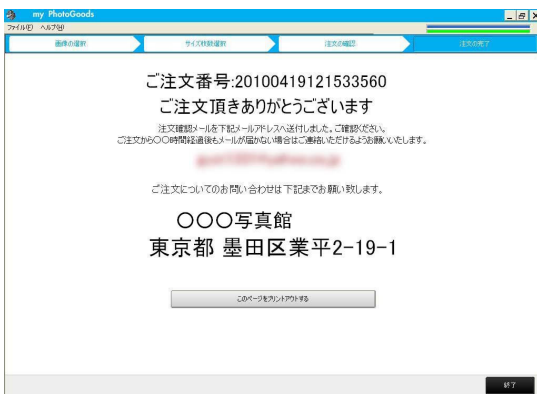 my PhotoGoods
ファイル(F) ヘルプ(H)
画像の選択 サイズ枚数選択 注文の確認 注文の完了
ご注文番号:20100419121533560
ご注文頂きありがとうございます
注文確認メールを下記メールアドレスへ送付しました。ご確認ください。
ご注文から〇〇時間経過後もメールが届かない場合はご連絡いただけるようお願いいたします。
ご注文についてのお問い合わせは下記までお願い致します。
〇〇〇写真館
東京都 墨田区業平2-19-1
このページをプリントアウトする
終了